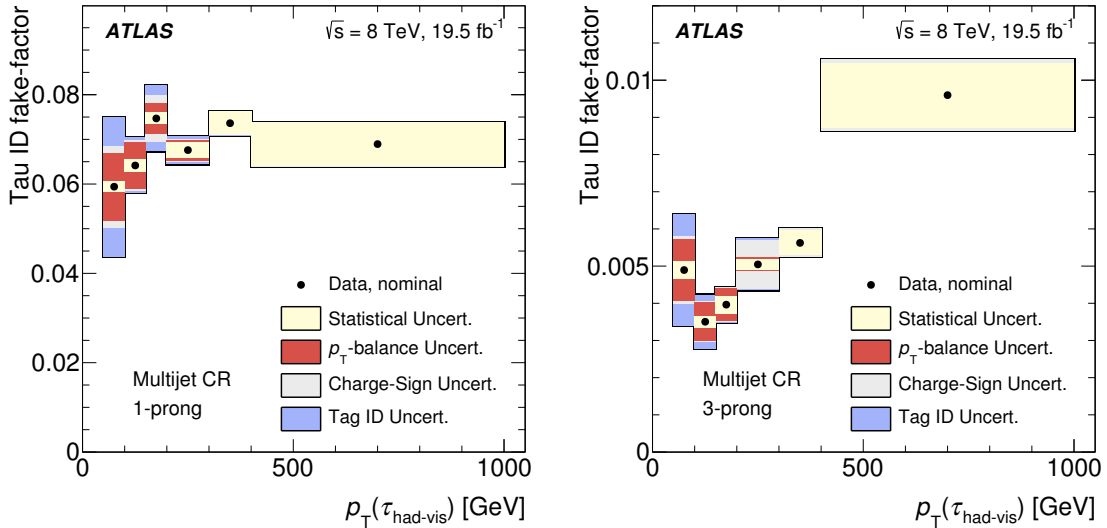 ATLAS
√s = 8 TeV, 19.5 fb⁻¹
Tau ID fake-factor
0.08
0.06
0.04
0.02
0
Data, nominal
Statistical Uncert.
p_T-balance Uncert.
Charge-Sign Uncert.
Tag ID Uncert.
Multijet CR
1-prong
0 500 1000
p_T(τ_had-vis) [GeV]
ATLAS
√s = 8 TeV, 19.5 fb⁻¹
Tau ID fake-factor
0.01
0.005
0
Data, nominal
Statistical Uncert.
p_T-balance Uncert.
Charge-Sign Uncert.
Tag ID Uncert.
Multijet CR
3-prong
0 500 1000
p_T(τ_had-vis) [GeV]